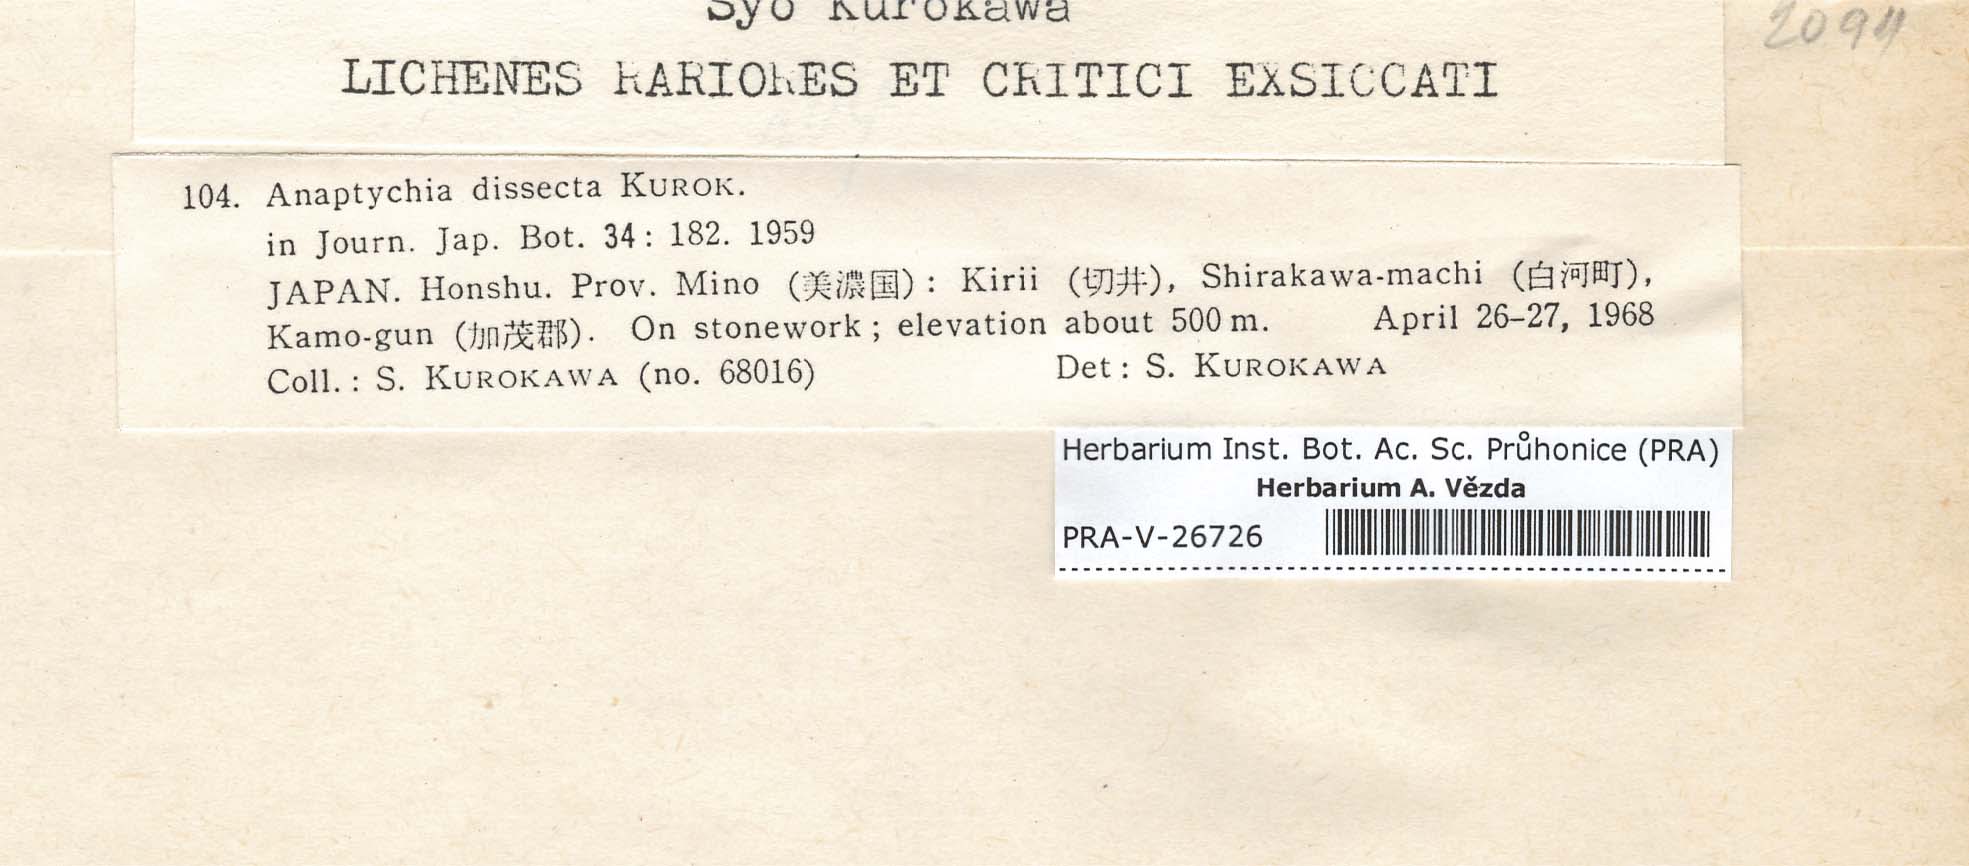 Syo Kurokawa
2094
LICHENES RARIORES ET CRITICI EXSICCATI
104. Anaptychia dissecta KUROK.
in Journ. Jap. Bot. 34: 182. 1959
JAPAN. Honshu. Prov. Mino (美濃国): Kirii (切井), Shirakawa-machi (白河町),
Kamo-gun (加茂郡). On stonework; elevation about 500 m. April 26–27, 1968
Coll.: S. KUROKAWA (no. 68016) Det: S. KUROKAWA
Herbarium Inst. Bot. Ac. Sc. Průhonice (PRA)
Herbarium A. Vězda
PRA-V-26726